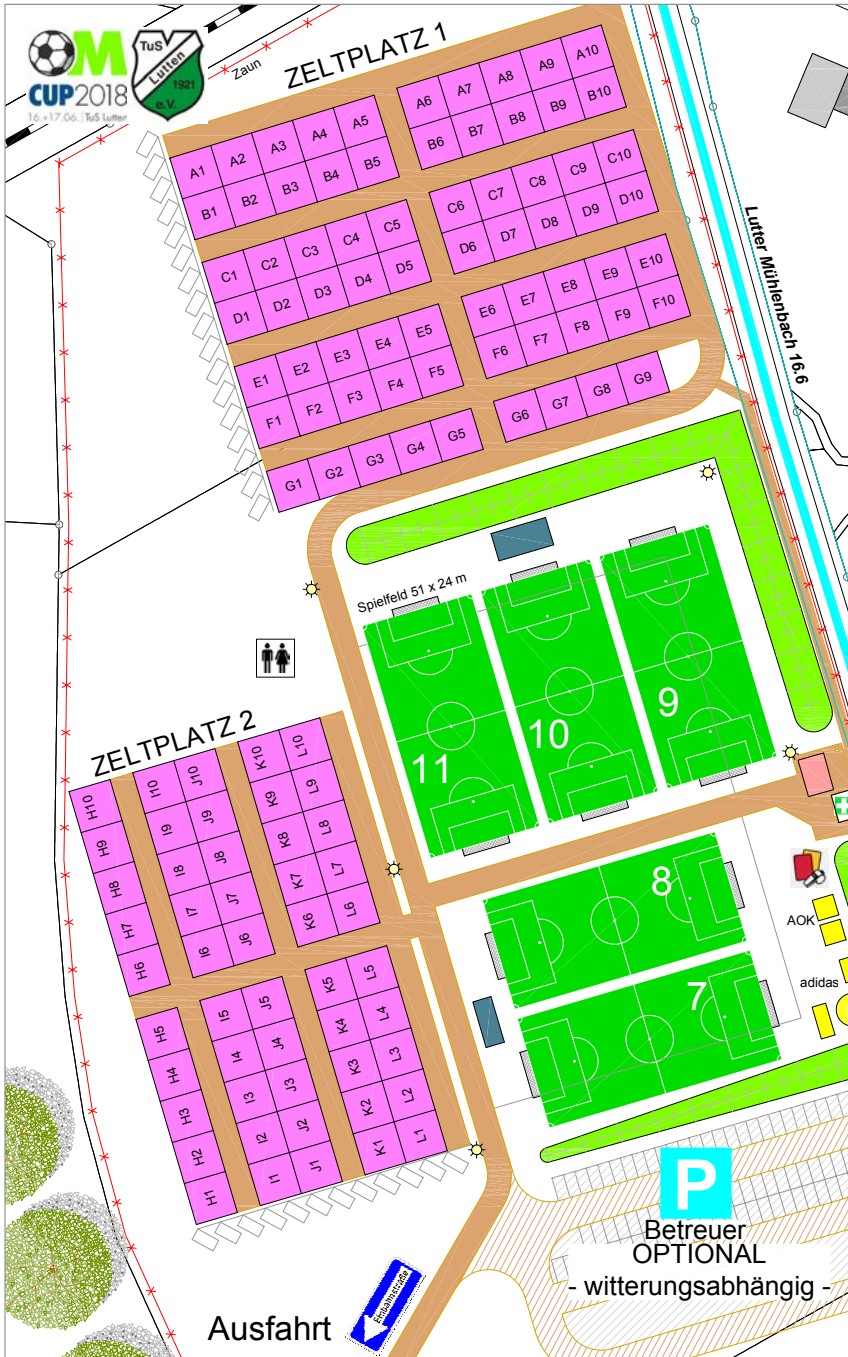 OM
CUP2018
16.+17.06. | TuS Lutten
TuS
Lutten
1921
e.V.
Zaun
ZELTPLATZ 1
A1 A2 A3 A4 A5 A6 A7 A8 A9 A10
B1 B2 B3 B4 B5 B6 B7 B8 B9 B10
C1 C2 C3 C4 C5 C6 C7 C8 C9 C10
D1 D2 D3 D4 D5 D6 D7 D8 D9 D10
E1 E2 E3 E4 E5 E6 E7 E8 E9 E10
F1 F2 F3 F4 F5 F6 F7 F8 F9 F10
G1 G2 G3 G4 G5 G6 G7 G8 G9
Lutter Mühlenbach 16.6
Spielfeld 51 x 24 m
11
10
9
8
7
ZELTPLATZ 2
H10 I10 J10 K10 L10
H9 I9 J9 K9 L9
H8 I8 J8 K8 L8
H7 I7 J7 K7 L7
H6 I6 J6 K6 L6
H5 I5 J5 K5 L5
H4 I4 J4 K4 L4
H3 I3 J3 K3 L3
H2 I2 J2 K2 L2
H1 I1 J1 K1 L1
AOK
adidas
P
Betreuer
OPTIONAL
- witterungsabhängig -
Einbahnstraße
Ausfahrt